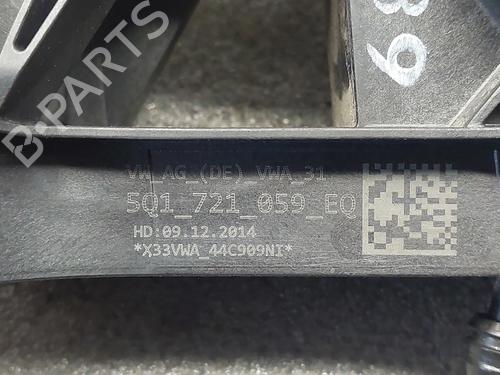 B-PARTS
VW_AG_(DE)_VWA_31
5Q1_721_059_EQ
HD:09.12.2014
*X33VWA_44C909NI*